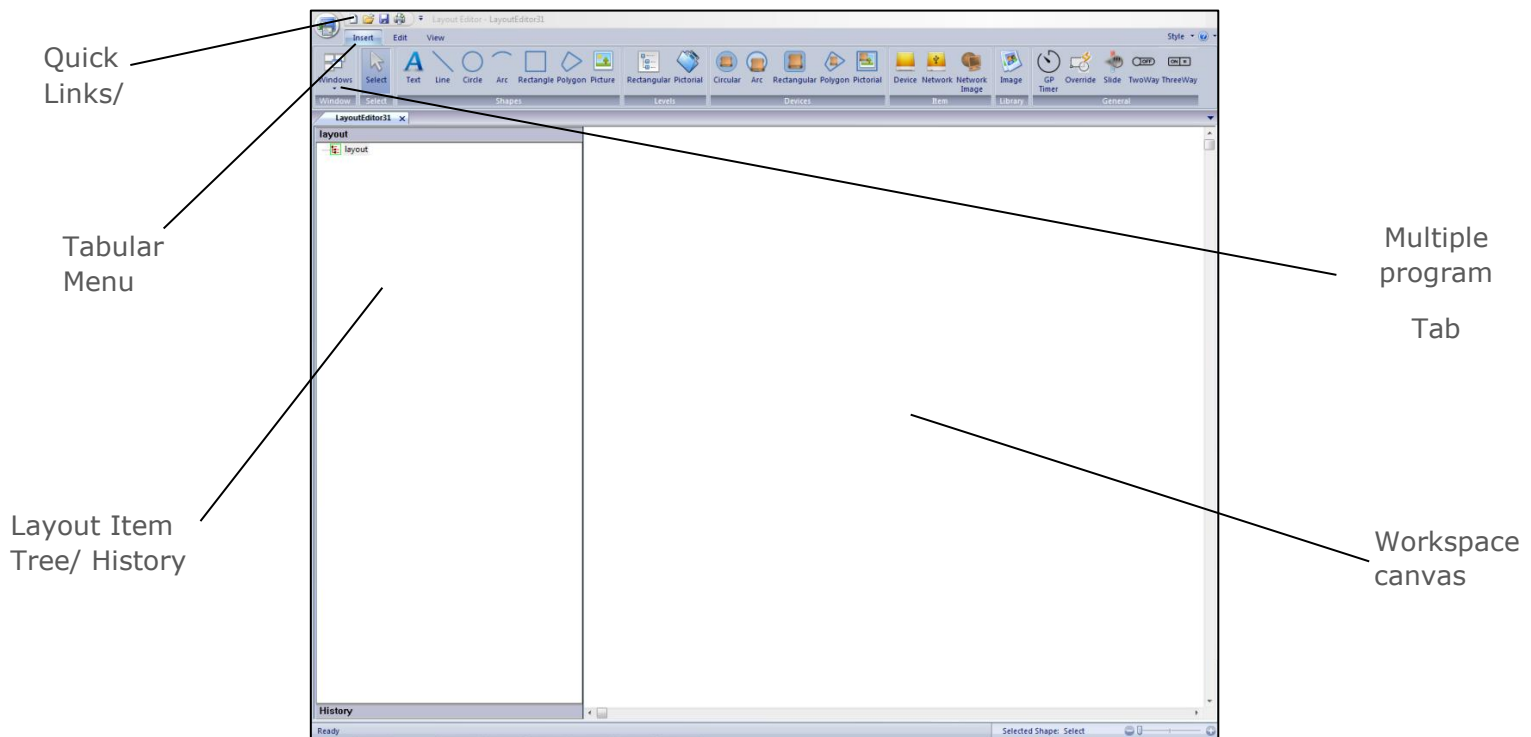 Layout Editor - LayoutEditor31
Insert Edit View Style
Windows Select Text Line Circle Arc Rectangle Polygon Picture Rectangular Pictorial Circular Arc Rectangular Polygon Pictorial Device Network Network Image Image GP Timer Override Slide TwoWay ThreeWay
Window Select Shapes Levels Devices Item Library General
LayoutEditor31
layout
layout
History
Ready Selected Shape: Select
Quick
Links/
Tabular
Menu
Layout Item
Tree/ History
Multiple
program
Tab
Workspace
canvas